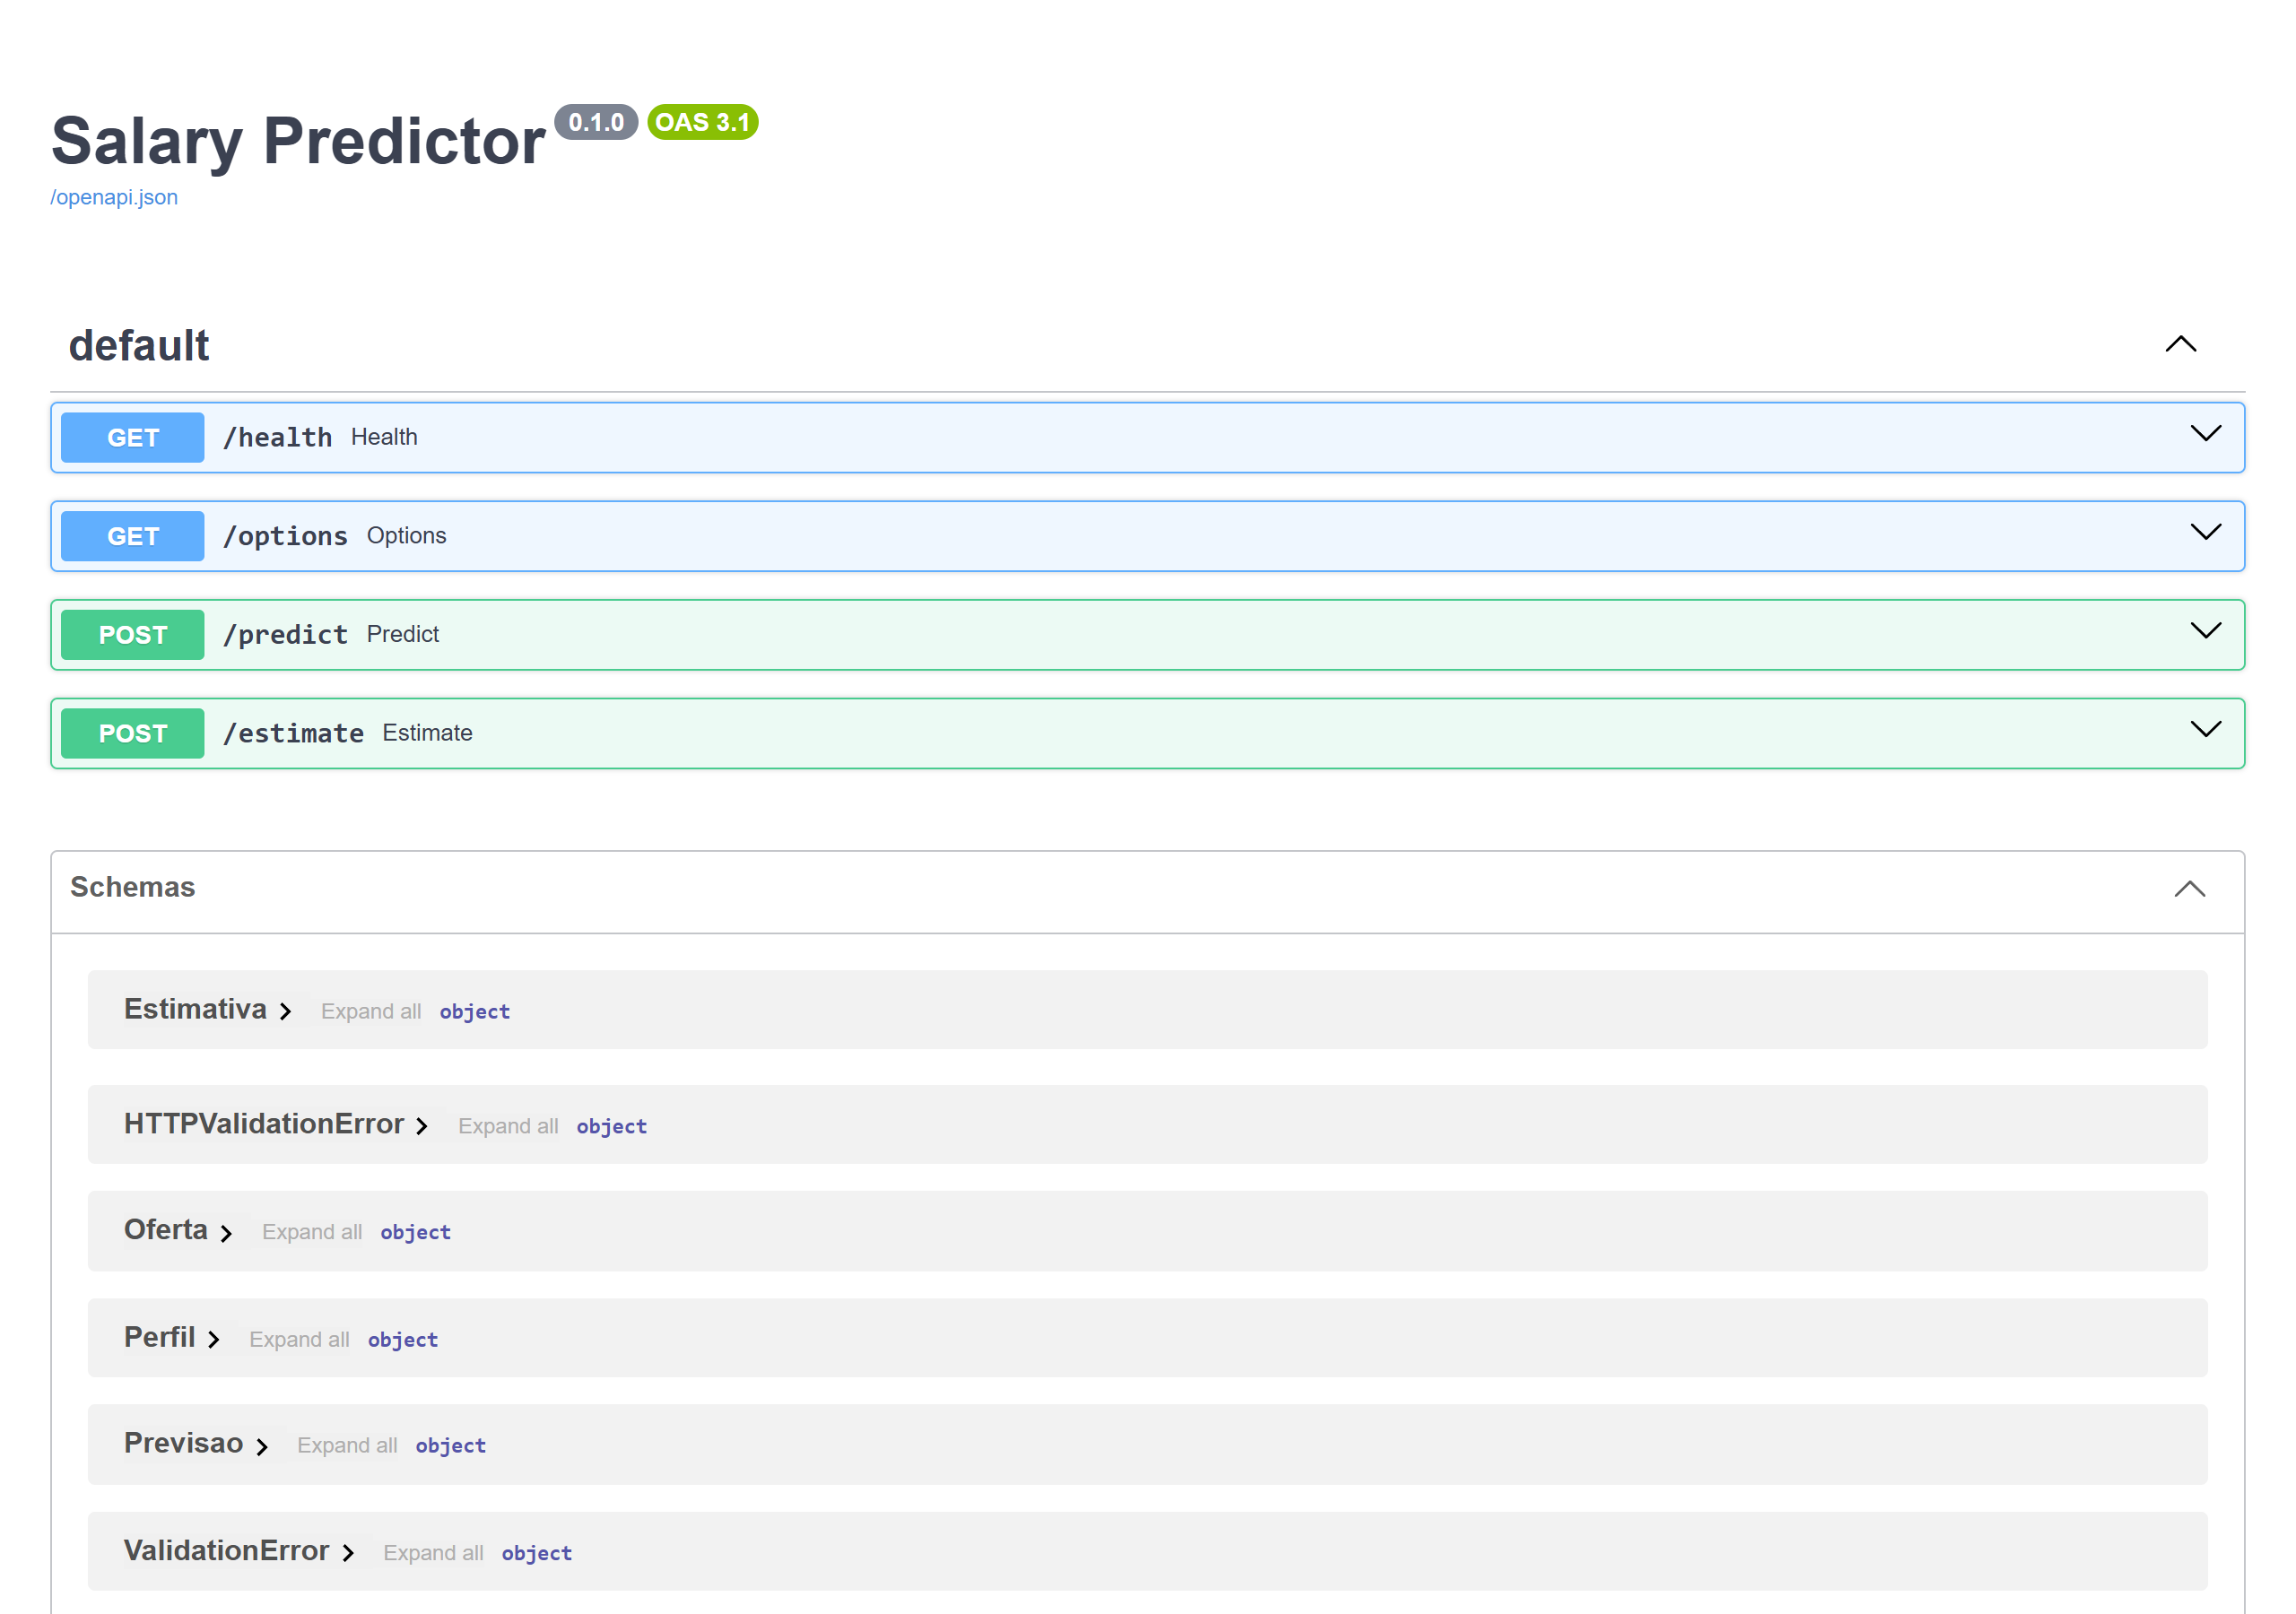 Salary Predictor 0.1.0 OAS 3.1
/openapi.json
default
GET /health Health
GET /options Options
POST /predict Predict
POST /estimate Estimate
Schemas
Estimativa Expand all object
HTTPValidationError Expand all object
Oferta Expand all object
Perfil Expand all object
Previsao Expand all object
ValidationError Expand all object